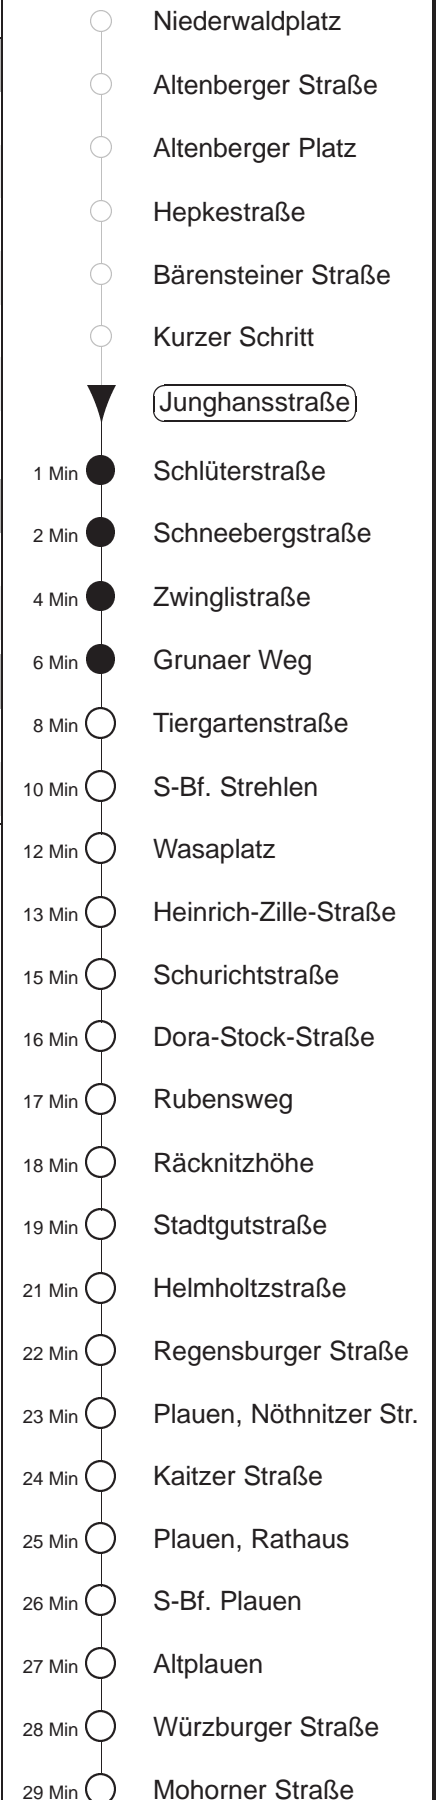 Niederwaldplatz
Altenberger Straße
Altenberger Platz
Hepkestraße
Bärensteiner Straße
Kurzer Schritt
Junghansstraße
1 Min Schlüterstraße
2 Min Schneebergstraße
4 Min Zwinglistraße
6 Min Grunaer Weg
8 Min Tiergartenstraße
10 Min S-Bf. Strehlen
12 Min Wasaplatz
13 Min Heinrich-Zille-Straße
15 Min Schurichtstraße
16 Min Dora-Stock-Straße
17 Min Rubensweg
18 Min Räcknitzhöhe
19 Min Stadtgutstraße
21 Min Helmholtzstraße
22 Min Regensburger Straße
23 Min Plauen, Nöthnitzer Str.
24 Min Kaitzer Straße
25 Min Plauen, Rathaus
26 Min S-Bf. Plauen
27 Min Altplauen
28 Min Würzburger Straße
29 Min Mohorner Straße